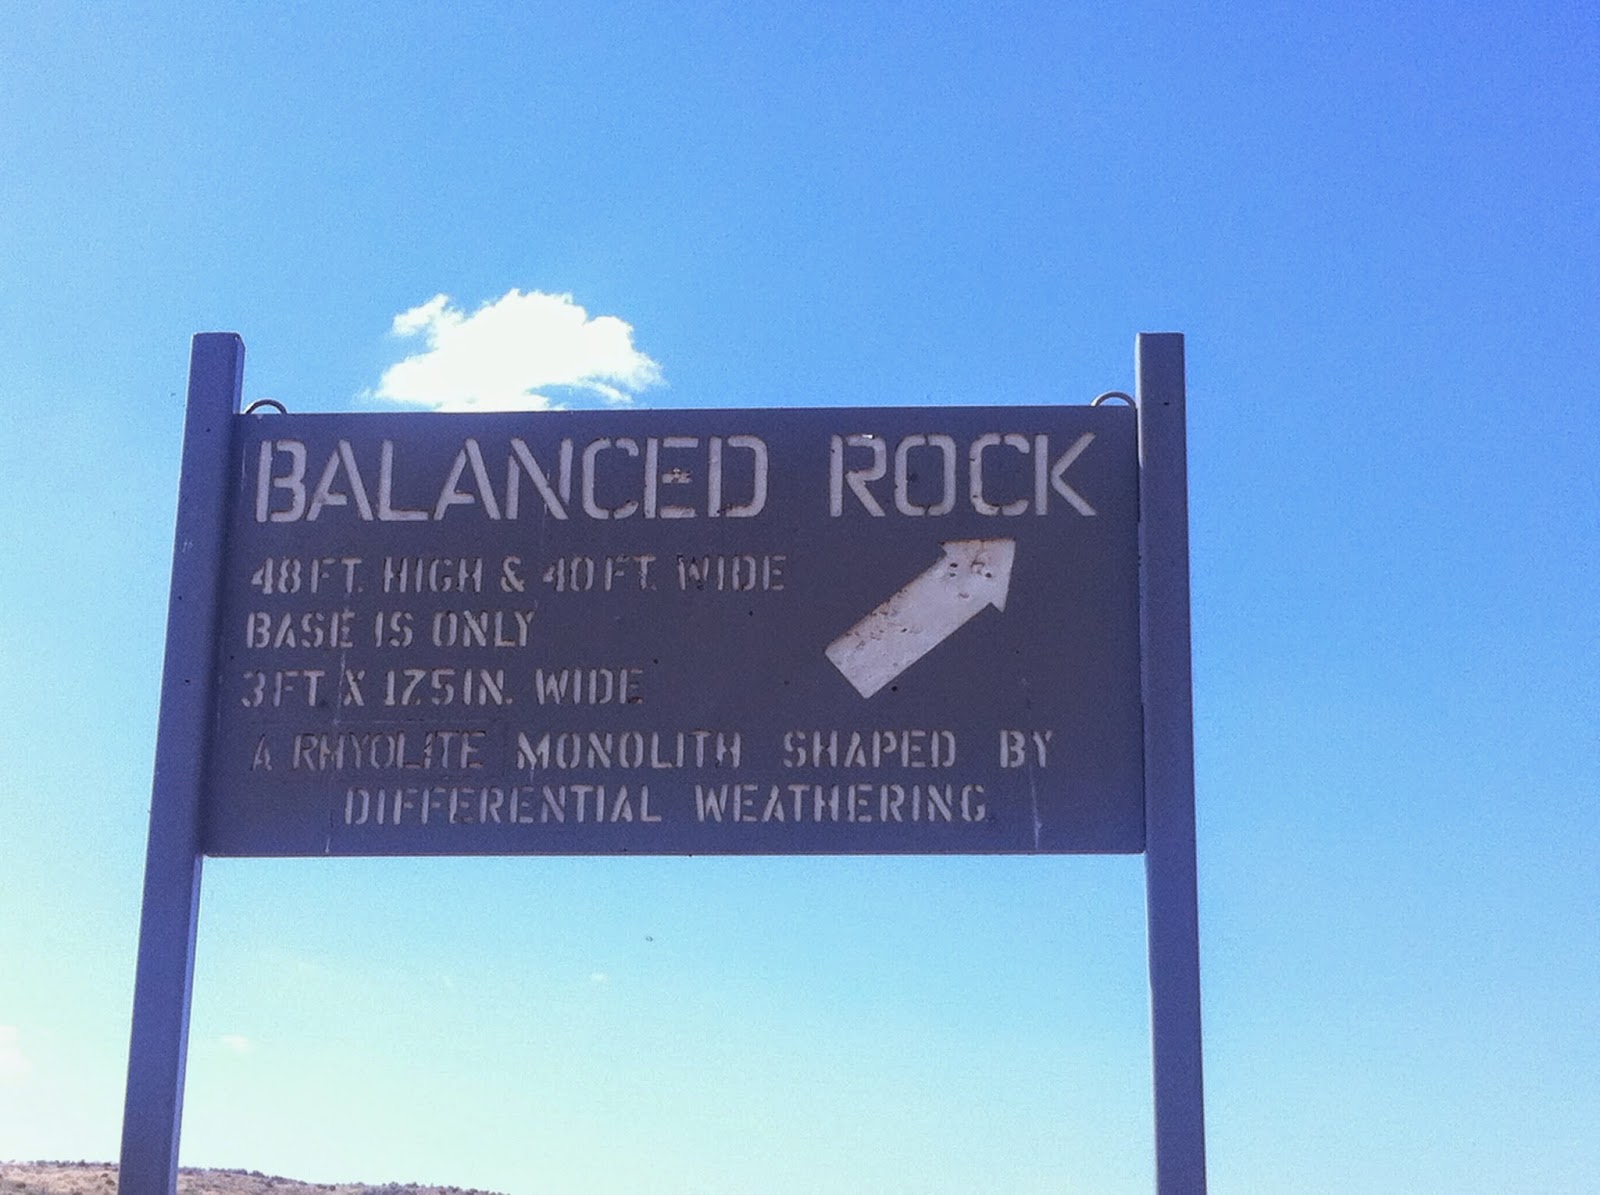 BALANCED ROCK
48 FT. HIGH & 40 FT. WIDE
BASE IS ONLY
3 FT. X 17.5 IN. WIDE
A RHYOLITE MONOLITH SHAPED BY
DIFFERENTIAL WEATHERING.